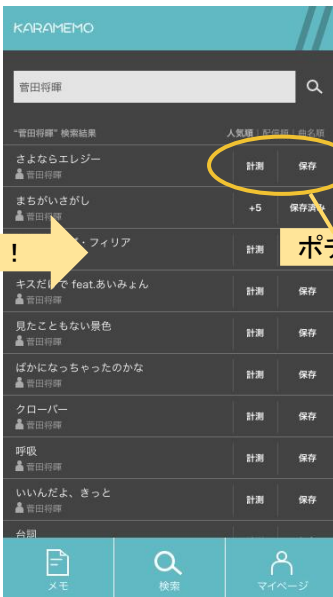 KARAMEMO
菅田将暉
"菅田将暉" 検索結果
人気順 | 配信順 | 曲名順
さよならエレジー
計測 保存
菅田将暉
まちがいさがし
+5 保存済み
菅田将暉
！
・フィリア
計測
ポチ
キスだけで feat.あいみょん
計測 保存
菅田将暉
見たこともない景色
計測 保存
菅田将暉
ばかになっちゃったのかな
計測 保存
菅田将暉
クローバー
計測 保存
菅田将暉
呼吸
計測 保存
菅田将暉
いいんだよ、きっと
計測 保存
菅田将暉
台詞
メモ 検索 マイページ